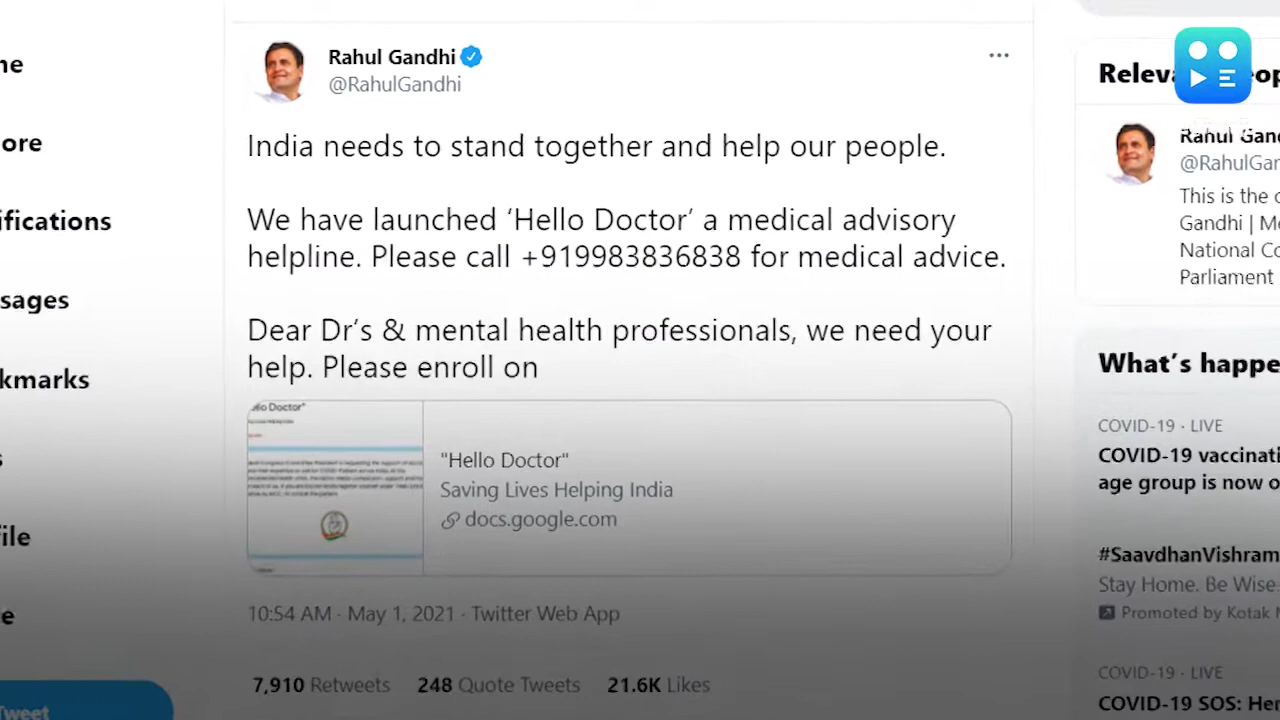 Rahul Gandhi
@RahulGandhi
India needs to stand together and help our people.
We have launched ‘Hello Doctor’ a medical advisory
helpline. Please call +919983836838 for medical advice.
Dear Dr's & mental health professionals, we need your
help. Please enroll on
"Hello Doctor"
Saving Lives Helping India
docs.google.com
10:54 AM · May 1, 2021 · Twitter Web App
7,910 Retweets 248 Quote Tweets 21.6K Likes
ne
ore
ifications
sages
kmarks
s
file
e
Tweet
Rahul Gand
@RahulGar
This is the o
Gandhi | Me
National Co
Parliament
What's happe
COVID-19 · LIVE
COVID-19 vaccinati
age group is now o
#SaavdhanVishram
Stay Home. Be Wise.
Promoted by Kotak M
COVID-19 · LIVE
COVID-19 SOS: Her